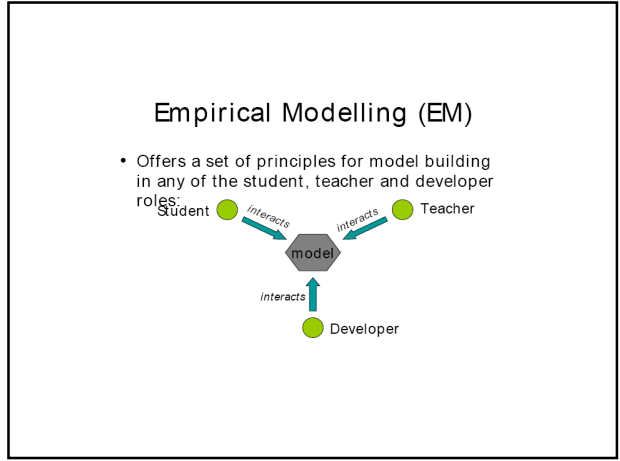 Empirical Modelling (EM)
• Offers a set of principles for model building
in any of the student, teacher and developer
roles:
Student
interacts
interacts
Teacher
model
interacts
Developer